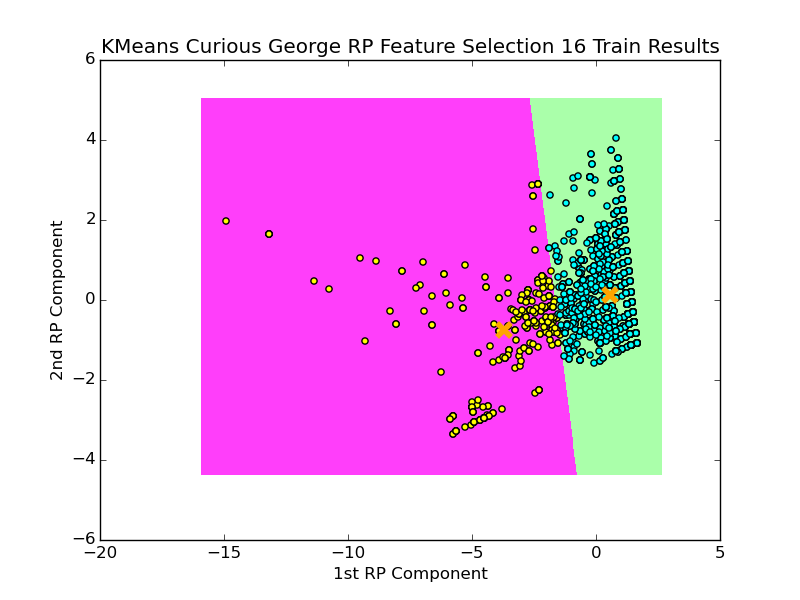 KMeans Curious George RP Feature Selection 16 Train Results
6
4
2
0
−2
−4
−6
2nd RP Component
−20 −15 −10 −5 0 5
1st RP Component